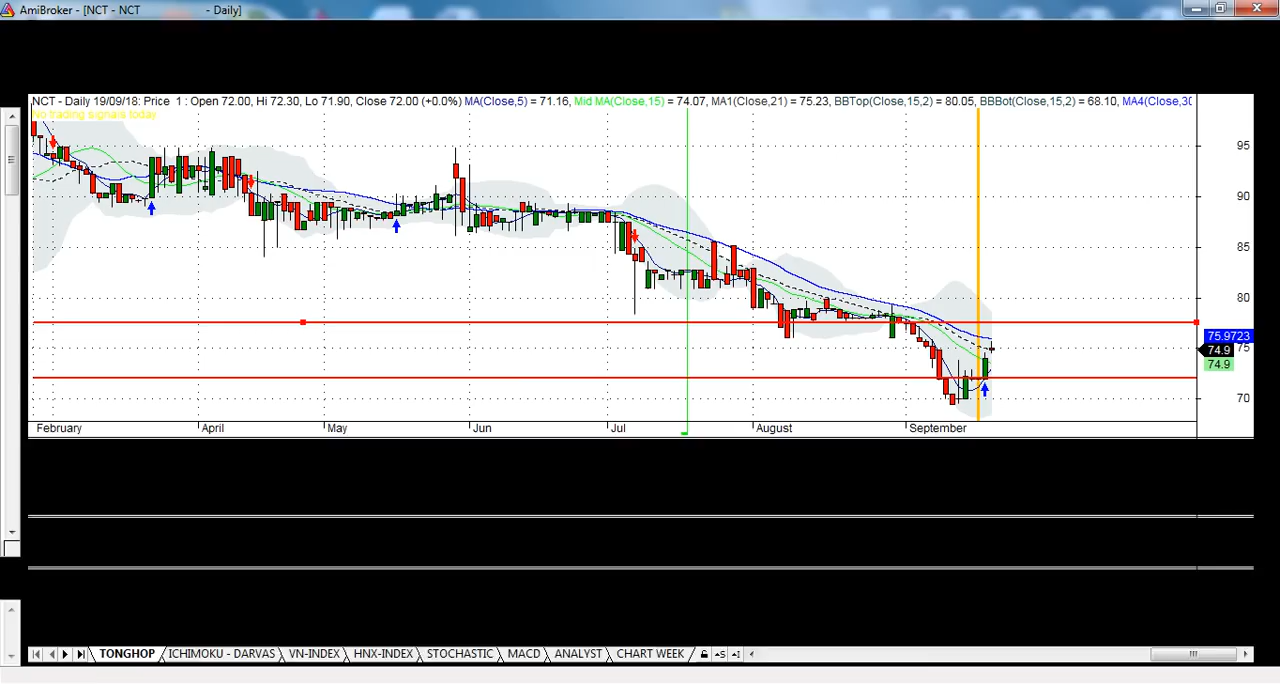 AmiBroker - [NCT - NCT - Daily]
NCT - Daily 19/09/18: Price 1 : Open 72.00, Hi 72.30, Lo 71.90, Close 72.00 (+0.0%) MA(Close,5) = 71.16, Mid MA(Close,15) = 74.07, MA1(Close,21) = 75.23, BBTop(Close,15,2) = 80.05, BBBot(Close,15,2) = 68.10, MA4(Close,30
No trading signals today
95
90
85
80
75.9723
74.9 75
74.9
70
February April May Jun Jul August September
TONGHOP ICHIMOKU - DARVAS VN-INDEX HNX-INDEX STOCHASTIC MACD ANALYST CHART WEEK S I